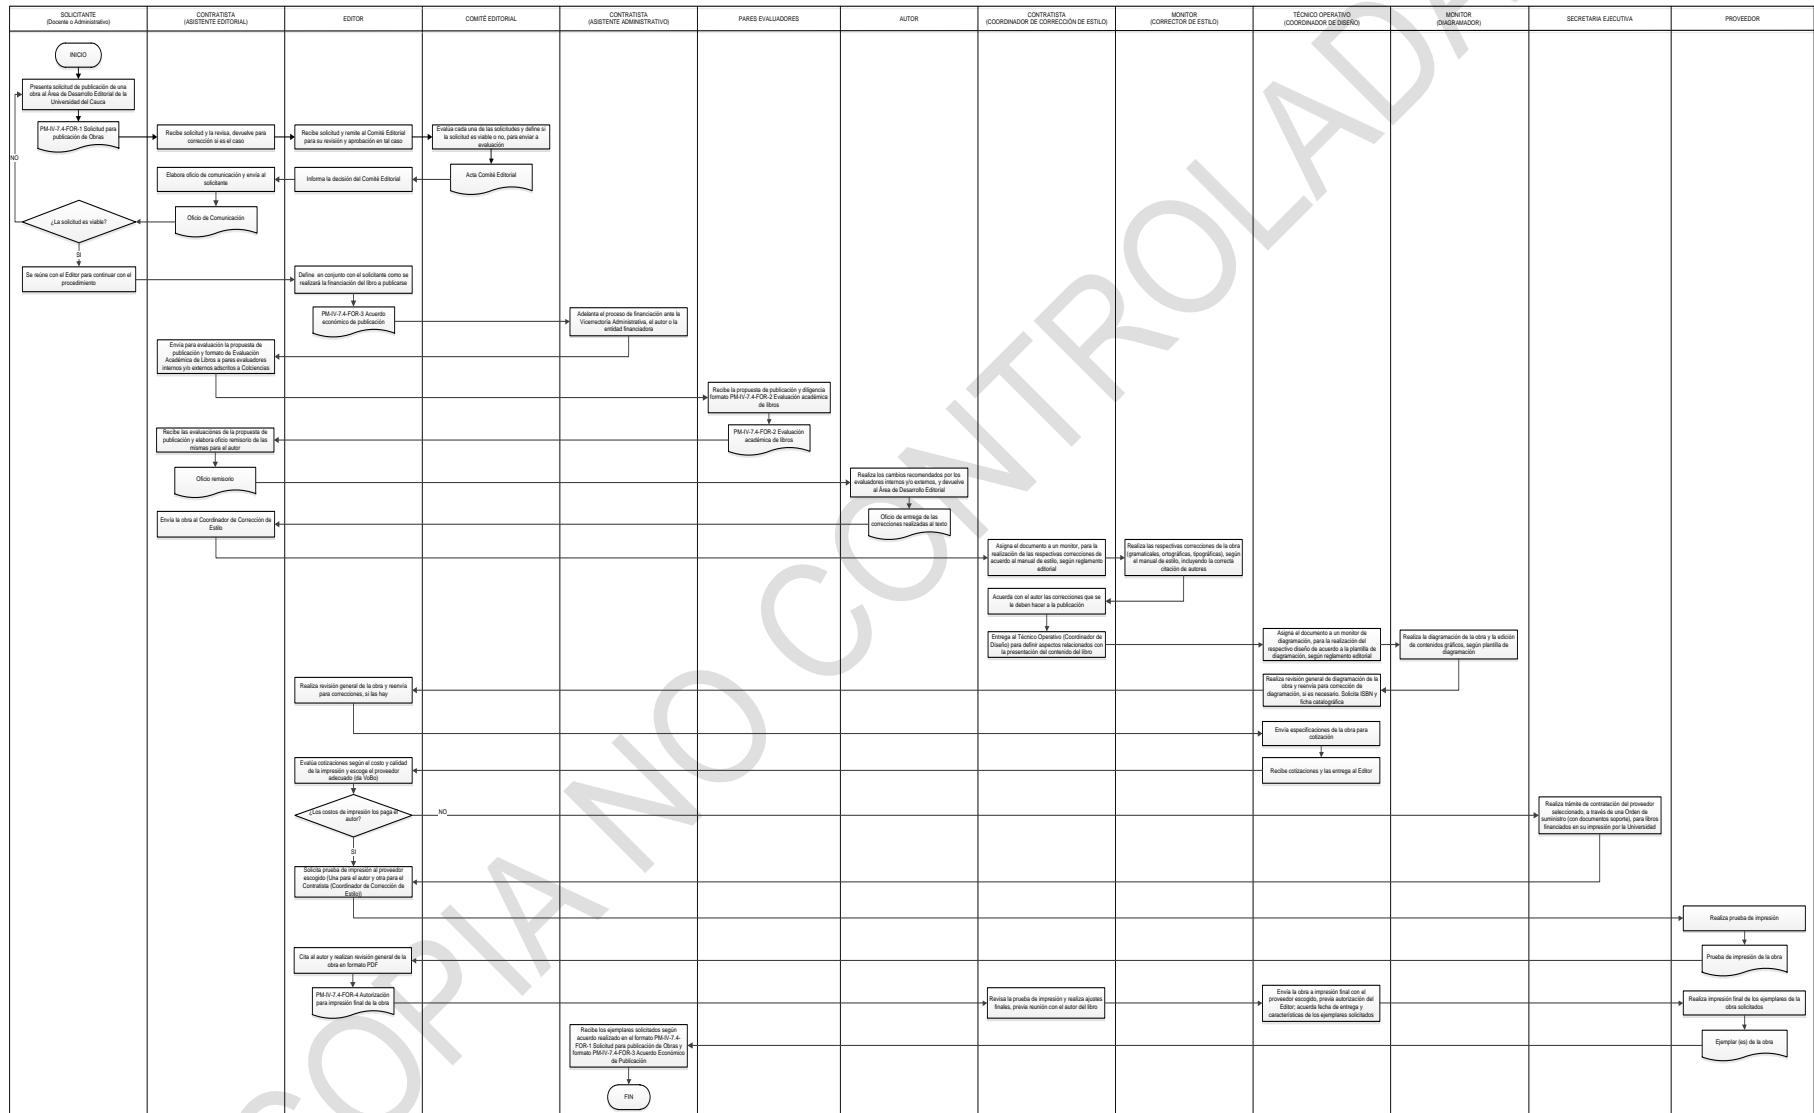 SOLICITANTE
(Docente o Administrativo)
CONTRATISTA
(ASISTENTE EDITORIAL)
EDITOR
COMITÉ EDITORIAL
CONTRATISTA
(ASISTENTE ADMINISTRATIVO)
PARES EVALUADORES
AUTOR
CONTRATISTA
(COORDINADOR DE CORRECCIÓN DE ESTILO)
MONITOR
(CORRECTOR DE ESTILO)
TÉCNICO OPERATIVO
(COORDINADOR DE DISEÑO)
MONITOR
(DIAGRAMADOR)
SECRETARIA EJECUTIVA
PROVEEDOR
INICIO
Presenta solicitud de publicación de una
obra al Área de Desarrollo Editorial de la
Universidad del Cauca
PM-IV-7.4-FOR-1 Solicitud para
publicación de Obras
Recibe solicitud y la revisa, devuelve para
corrección si es el caso
Recibe solicitud y remite al Comité Editorial
para su revisión y aprobación en tal caso
Evalúa cada una de las solicitudes y define si
la solicitud es viable o no, para enviar a
evaluación
NO
Elabora oficio de comunicación y envía al
solicitante
Informa la decisión del Comité Editorial
Acta Comité Editorial
¿La solicitud es viable?
Oficio de Comunicación
SI
Se reúne con el Editor para continuar con el
procedimiento
Define en conjunto con el solicitante como se
realizará la financiación del libro a publicarse
PM-IV-7.4-FOR-3 Acuerdo
económico de publicación
Adelanta el proceso de financiación ante la
Vicerrectoría Administrativa, el autor o la
entidad financiadora
Envía para evaluación la propuesta de
publicación y formato de Evaluación
Académica de Libros a pares evaluadores
internos y/o externos adscritos a Colciencias
Recibe la propuesta de publicación y diligencia
formato PM-IV-7.4-FOR-2 Evaluación académica
de libros
Recibe las evaluaciónes de la propuesta de
publicación y elabora oficio remisorio de las
mismas para el autor
PM-IV-7.4-FOR-2 Evaluación
académica de libros
Oficio remisorio
Realiza los cambios recomendados por los
evaluadores internos y/o externos, y devuelve
al Área de Desarrollo Editorial
Envía la obra al Coordinador de Corrección de
Estilo
Oficio de entrega de las
correcciones realizadas al texto
Asigna el documento a un monitor, para la
realización de las respectivas correcciones de
acuerdo al manual de estilo, según reglamento
editorial
Realiza las respectivas correcciones de la obra
(gramaticales, ortográficas, tipográficas), según
el manual de estilo, incluyendo la correcta
citación de autores
Acuerda con el autor las correcciones que se
le deben hacer a la publicación
Entrega al Técnico Operativo (Coordinador de
Diseño) para definir aspectos relacionados con
la presentación del contenido del libro
Asigna el documento a un monitor de
diagramación, para la realización del
respectivo diseño de acuerdo a la plantilla de
diagramación, según reglamento editorial
Realiza la diagramación de la obra y la edición
de contenidos gráficos, según plantilla de
diagramación
Realiza revisión general de la obra y reenvía
para correcciones, si las hay
Realiza revisión general de diagramación de la
obra y reenvía para corrección de
diagramación, si es necesario. Solicita ISBN y
ficha catalográfica
Envía especificaciones de la obra para
cotización
Evalúa cotizaciones según el costo y calidad
de la impresión y escoge el proveedor
adecuado (da VoBo)
Recibe cotizaciones y las entrega al Editor
¿Los costos de impresión los paga el
autor?
NO
Realiza trámite de contratación del proveedor
seleccionado, a través de una Orden de
suministro (con documentos soporte), para libros
financiados en su impresión por la Universidad
SI
Solicita prueba de impresión al proveedor
escogido (Una para el autor y otra para el
Contratista (Coordinador de Corrección de
Estilo))
Realiza prueba de impresión
Cita al autor y realizan revisión general de la
obra en formato PDF
Prueba de impresión de la obra
PM-IV-7.4-FOR-4 Autorización
para impresión final de la obra
Revisa la prueba de impresión y realiza ajustes
finales, previa reunión con el autor del libro
Envía la obra a impresión final con el
proveedor escogido, previa autorización del
Editor; acuerda fecha de entrega y
características de los ejemplares solicitados
Realiza impresión final de los ejemplares de la
obra solicitados
Recibe los ejemplares solicitados según
acuerdo realizado en el formato PM-IV-7.4-
FOR-1 Solicitud para publicación de Obras y
formato PM-IV-7.4-FOR-3 Acuerdo Económico
de Publicación
Ejemplar (es) de la obra
FIN
COPIA NO CONTROLADA